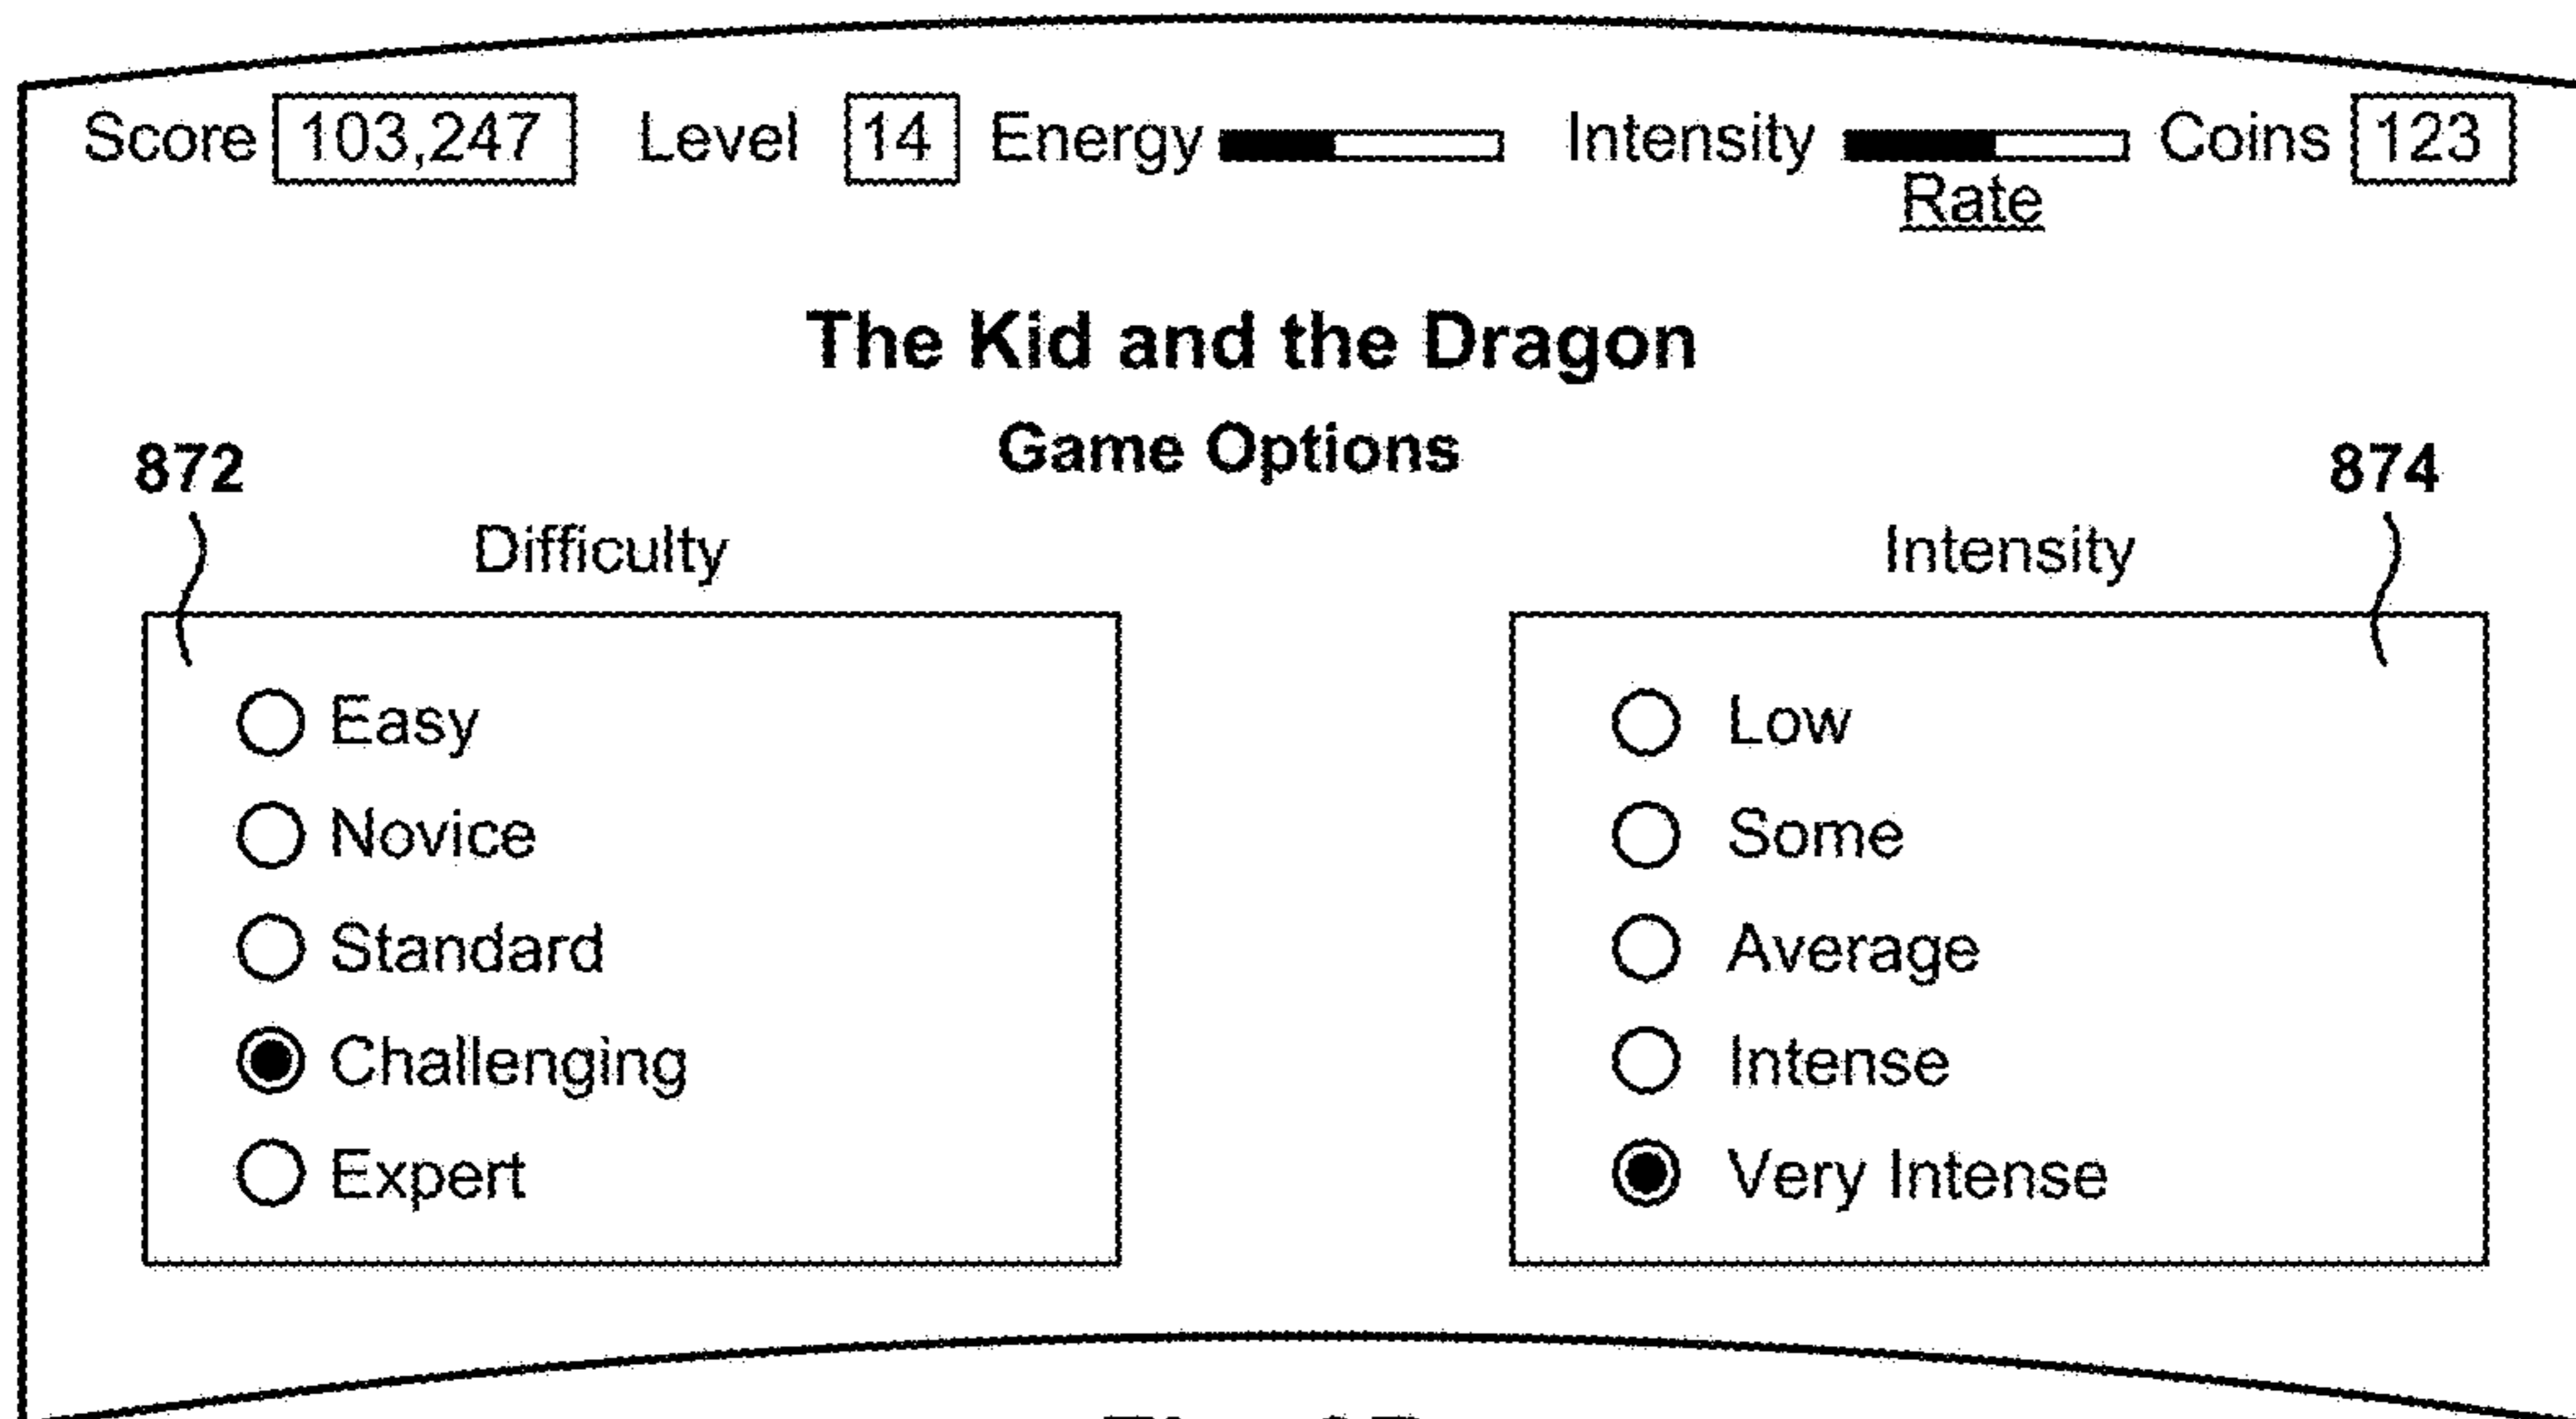 Score 103,247 Level 14 Energy Intensity Coins 123
Rate
The Kid and the Dragon
Game Options
872 874
Difficulty Intensity
Easy Low
Novice Some
Standard Average
Challenging Intense
Expert Very Intense